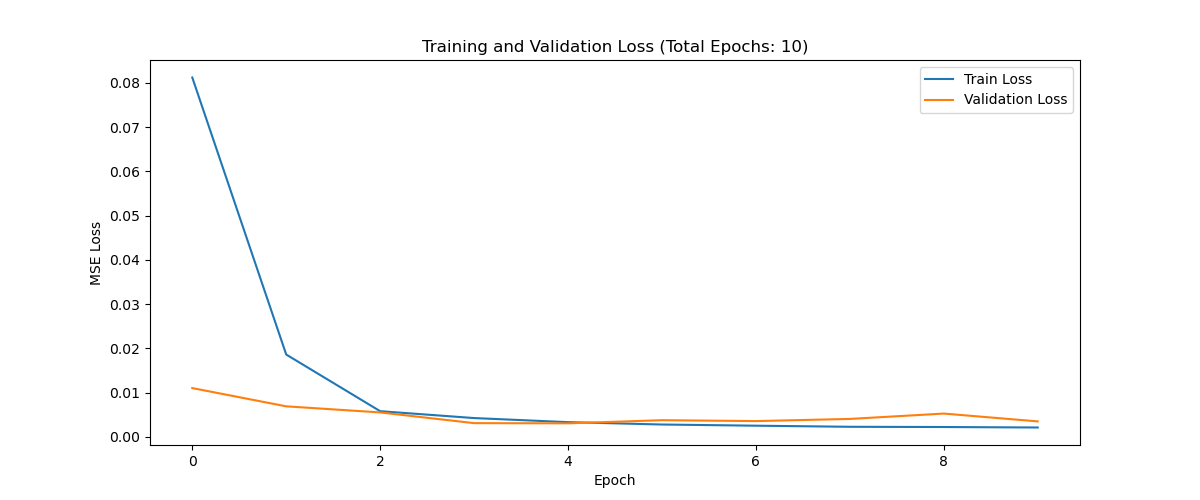 Training and Validation Loss (Total Epochs: 10)
Train Loss
Validation Loss
MSE Loss
0.08
0.07
0.06
0.05
0.04
0.03
0.02
0.01
0.00
0 2 4 6 8
Epoch